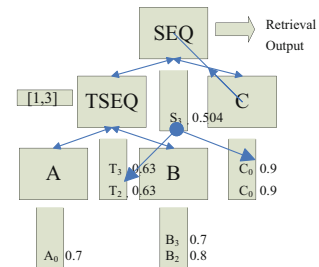 SEQ
Retrieval
Output
[1,3]
TSEQ
C
S₃, 0.504
A
T₃, 0.63
T₂, 0.63
B
C₀ 0.9
C₀ 0.9
A₀ 0.7
B₃ 0.7
B₂ 0.8